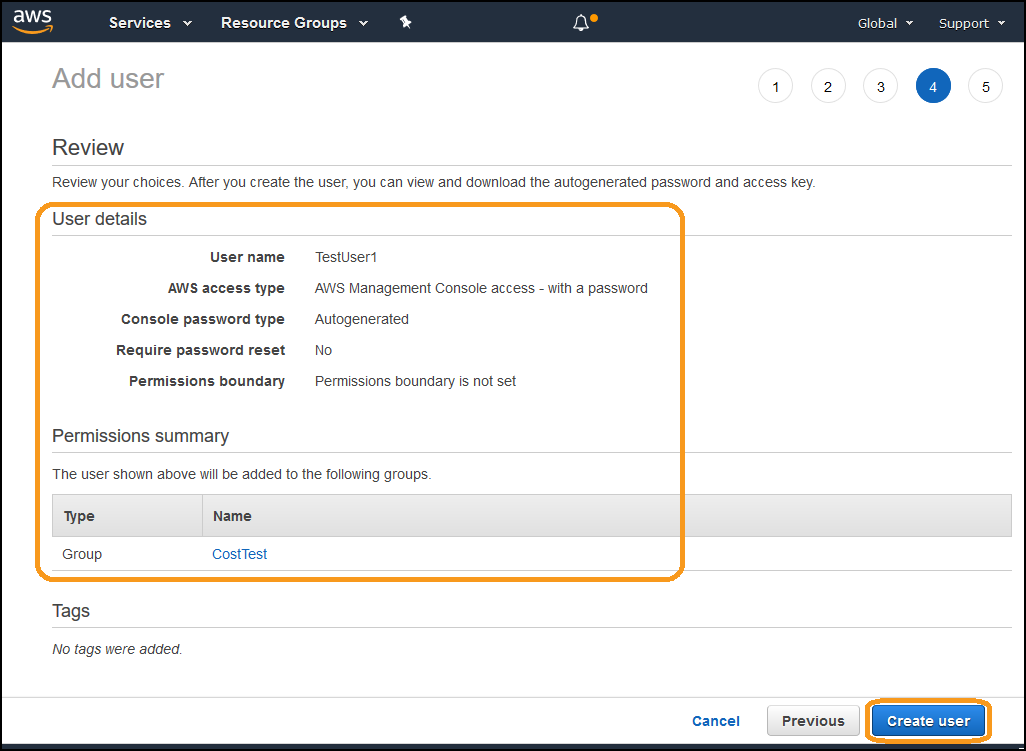 aws Services Resource Groups Global Support
Add user 1 2 3 4 5
Review
Review your choices. After you create the user, you can view and download the autogenerated password and access key.
User details
User name TestUser1
AWS access type AWS Management Console access - with a password
Console password type Autogenerated
Require password reset No
Permissions boundary Permissions boundary is not set
Permissions summary
The user shown above will be added to the following groups.
Type Name
Group CostTest
Tags
No tags were added.
Cancel Previous Create user